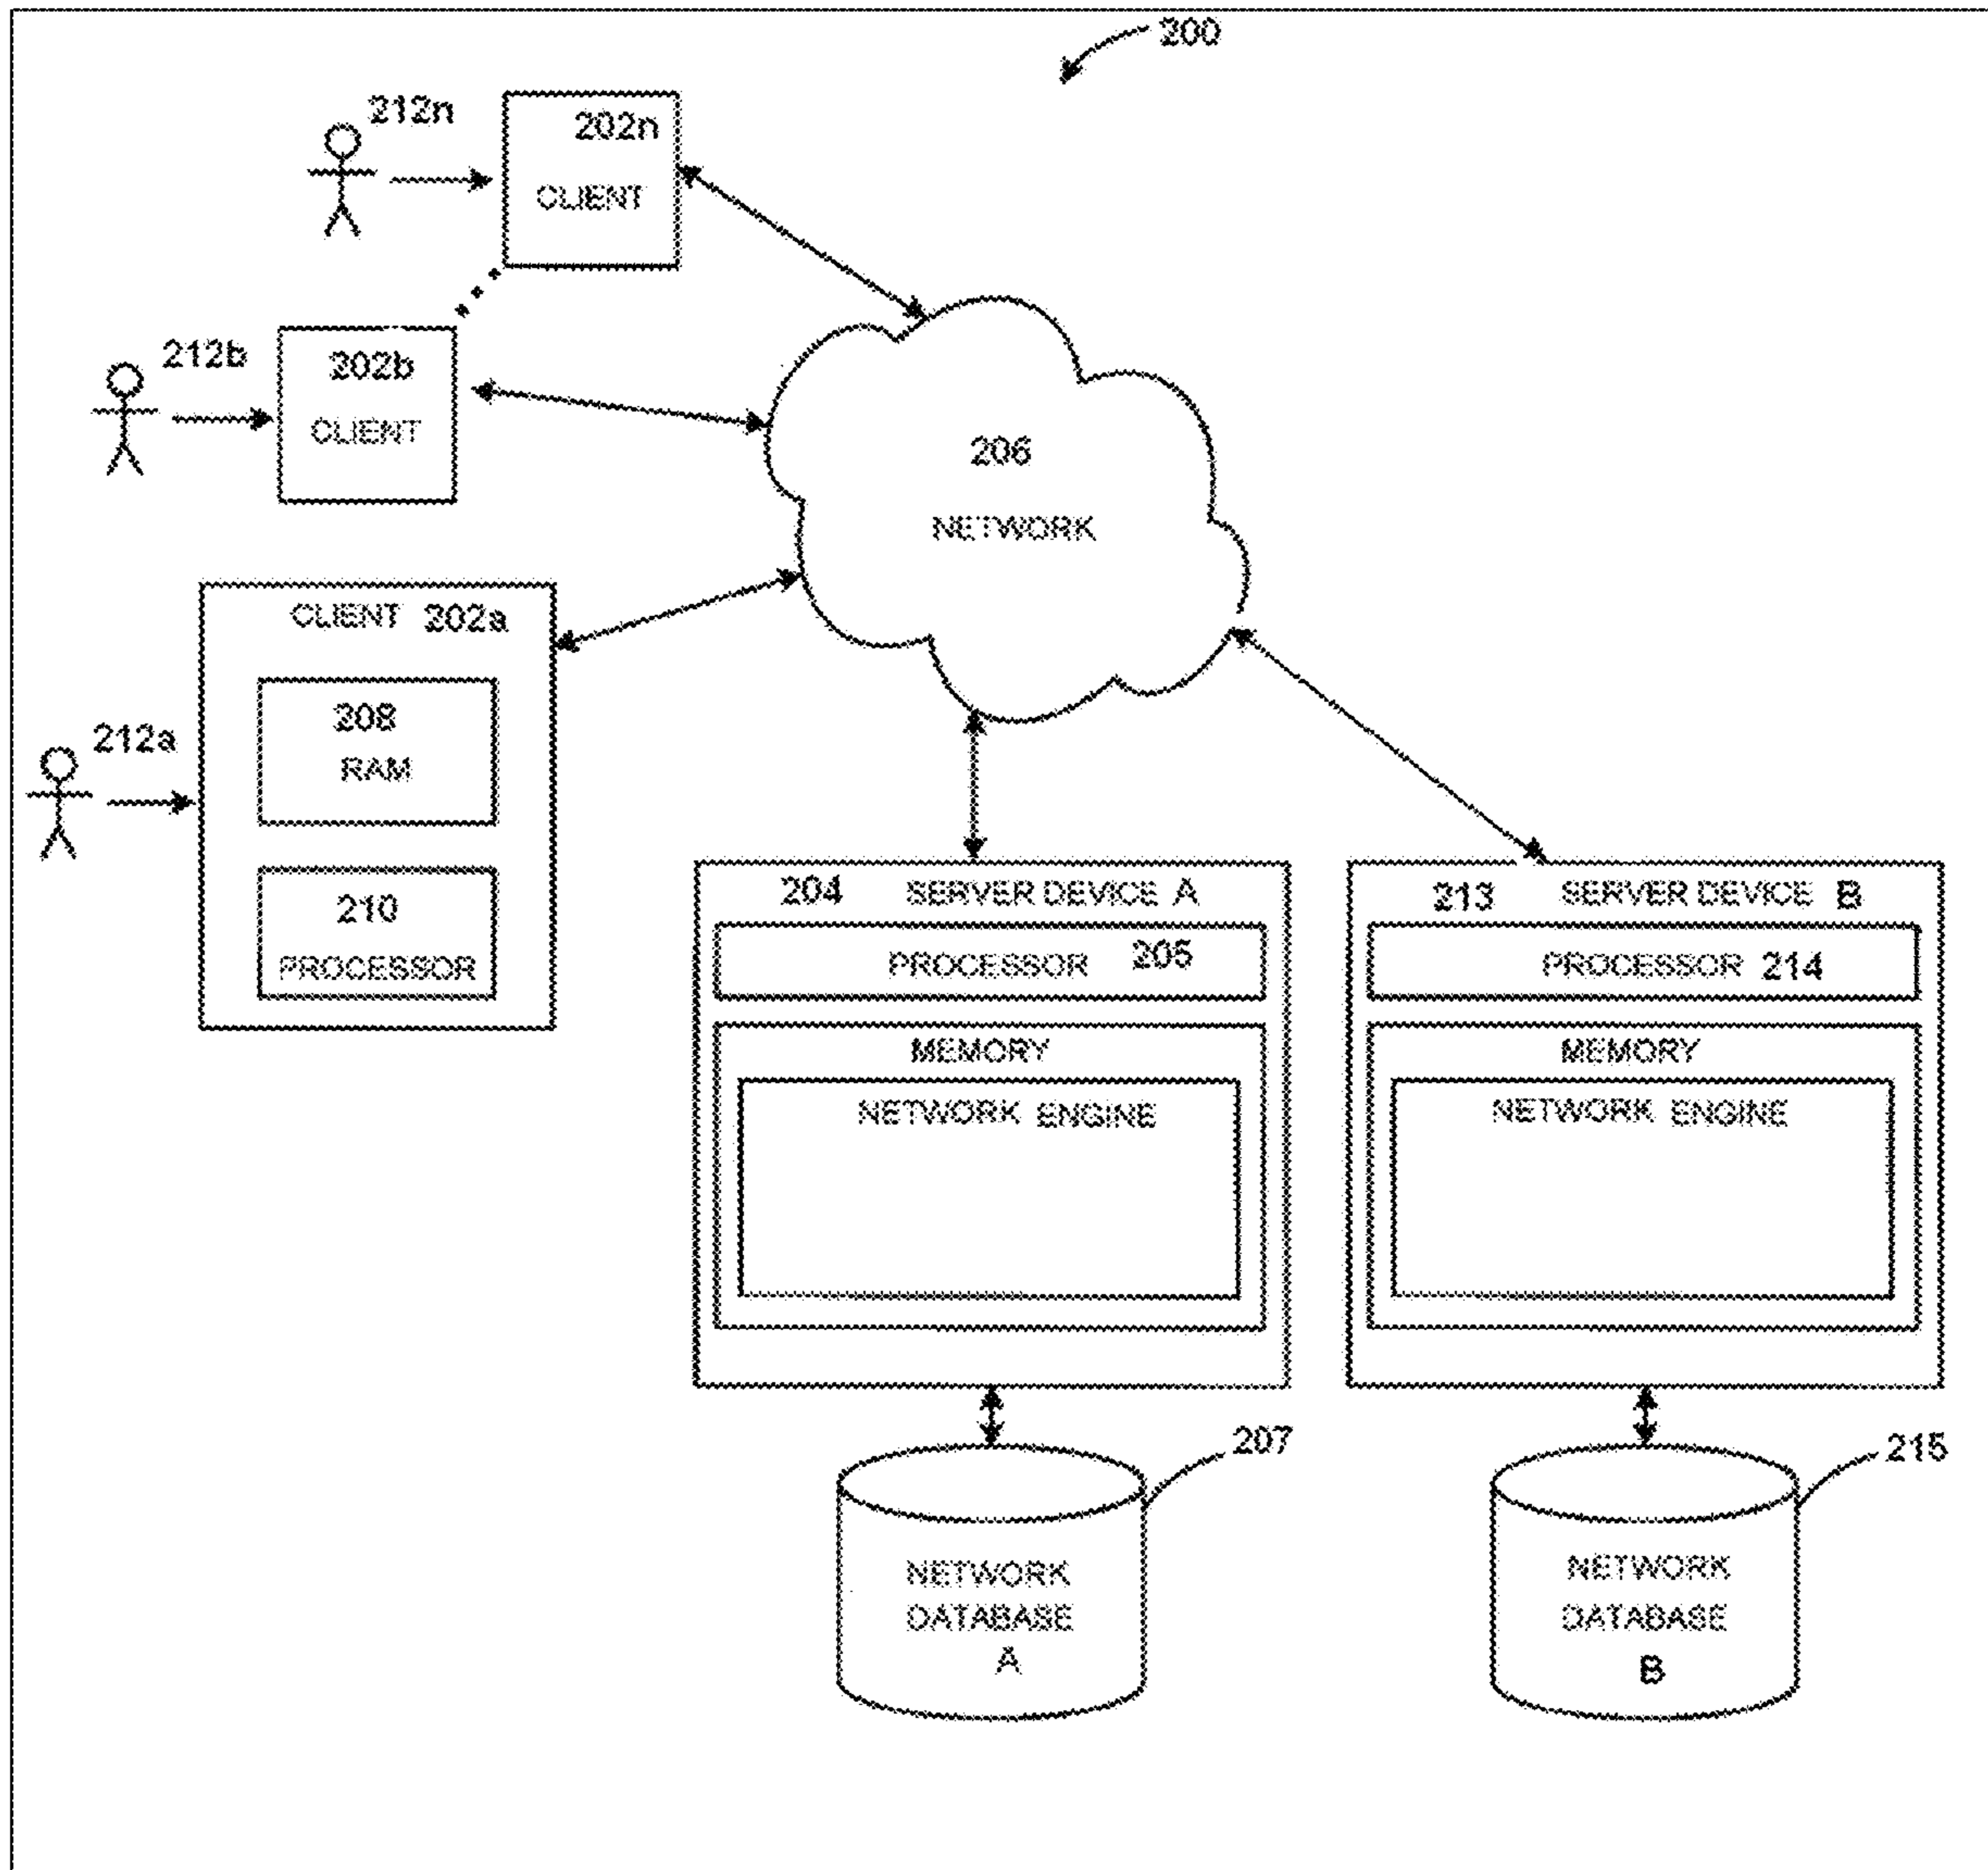 200
212n
202n
CLIENT
212b
202b
CLIENT
206
NETWORK
CLIENT 202a
208
RAM
212a
210
PROCESSOR
204 SERVER DEVICE A
PROCESSOR 205
MEMORY
NETWORK ENGINE
213 SERVER DEVICE B
PROCESSOR 214
MEMORY
NETWORK ENGINE
207
NETWORK
DATABASE
A
215
NETWORK
DATABASE
B